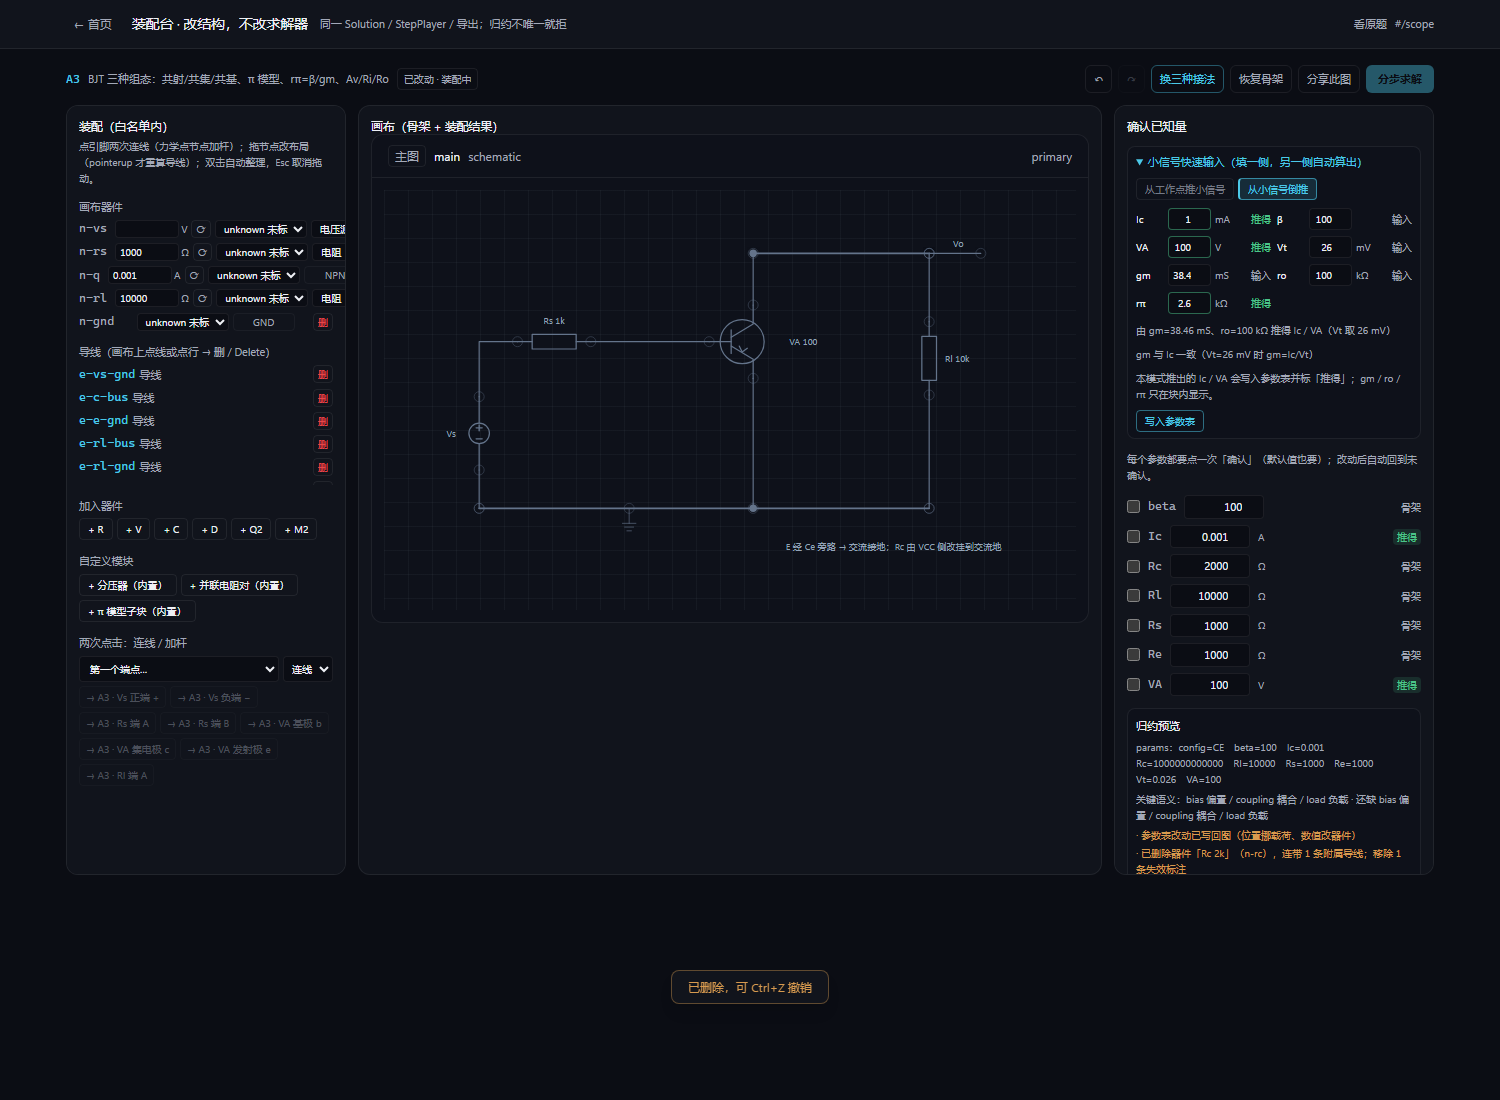 ← 首页 装配台 · 改结构，不改求解器 同一 Solution / StepPlayer / 导出；归约不唯一就拒 看原题 #/scope
A3 BJT 三种组态：共射/共集/共基、π 模型、rπ=β/gm、Av/Ri/Ro 已改动 · 装配中 换三种接法 恢复骨架 分享此图 分步求解
装配（白名单内）
点引脚两次连线（力学点节点加杆）；拖节点改布局
（pointerup 才重算导线）；双击自动整理，Esc 取消拖
动。
画布器件
n-vs V unknown 未标 电压源
n-rs 1000 Ω unknown 未标 电阻
n-q 0.001 A unknown 未标 NPN
n-rl 10000 Ω unknown 未标 电阻
n-gnd unknown 未标 GND 删
导线（画布上点线或点行 → 删 / Delete）
e-vs-gnd 导线 删
e-c-bus 导线 删
e-e-gnd 导线 删
e-rl-bus 导线 删
e-rl-gnd 导线 删
加入器件
+ R + V + C + D + Q2 + M2
自定义模块
+ 分压器（内置） + 并联电阻对（内置）
+ π 模型子块（内置）
两次点击：连线 / 加杆
第一个端点... 连线
→ A3 · Vs 正端 + → A3 · Vs 负端 −
→ A3 · Rs 端 A → A3 · Rs 端 B → A3 · VA 基极 b
→ A3 · VA 集电极 c → A3 · VA 发射极 e
→ A3 · Rl 端 A
画布（骨架 + 装配结果）
主图 main schematic primary
Vo
Rs 1k
VA 100
Rl 10k
Vs
E 经 Ce 旁路 → 交流接地；Rc 由 VCC 侧改挂到交流地
确认已知量
▼ 小信号快速输入（填一侧，另一侧自动算出）
从工作点推小信号 从小信号倒推
Ic 1 mA 推得 β 100 输入
VA 100 V 推得 Vt 26 mV 输入
gm 38.4 mS 输入 ro 100 kΩ 输入
rπ 2.6 kΩ 推得
由 gm=38.46 mS、ro=100 kΩ 推得 Ic / VA（Vt 取 26 mV）
gm 与 Ic 一致（Vt=26 mV 时 gm=Ic/Vt）
本模式推出的 Ic / VA 会写入参数表并标「推得」；gm / ro /
rπ 只在块内显示。
写入参数表
每个参数都要点一次「确认」（默认值也要）；改动后自动回到未
确认。
beta 100 骨架
Ic 0.001 A 推得
Rc 2000 Ω 骨架
Rl 10000 Ω 骨架
Rs 1000 Ω 骨架
Re 1000 Ω 骨架
VA 100 V 推得
归约预览
params：config=CE beta=100 Ic=0.001
Rc=1000000000000 Rl=10000 Rs=1000 Re=1000
Vt=0.026 VA=100
关键语义：bias 偏置 / coupling 耦合 / load 负载 · 还缺 bias 偏
置 / coupling 耦合 / load 负载
· 参数表改动已写回图（位置挪载荷、数值改器件）
· 已删除器件「Rc 2k」（n-rc），连带 1 条附属导线；移除 1
条失效标注
已删除，可 Ctrl+Z 撤销